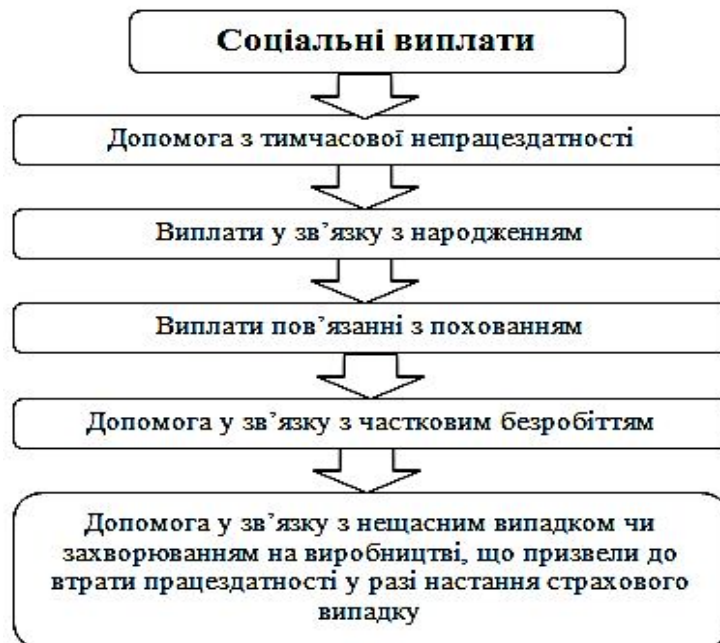 Соціальні виплати
Допомога з тимчасової непрацездатності
Виплати у зв’язку з народженням
Виплати пов’язанні з похованням
Допомога у зв’язку з частковим безробіттям
Допомога у зв’язку з нещасним випадком чи
захворюванням на виробництві, що призвели до
втрати працездатності у разі настання страхового
випадку